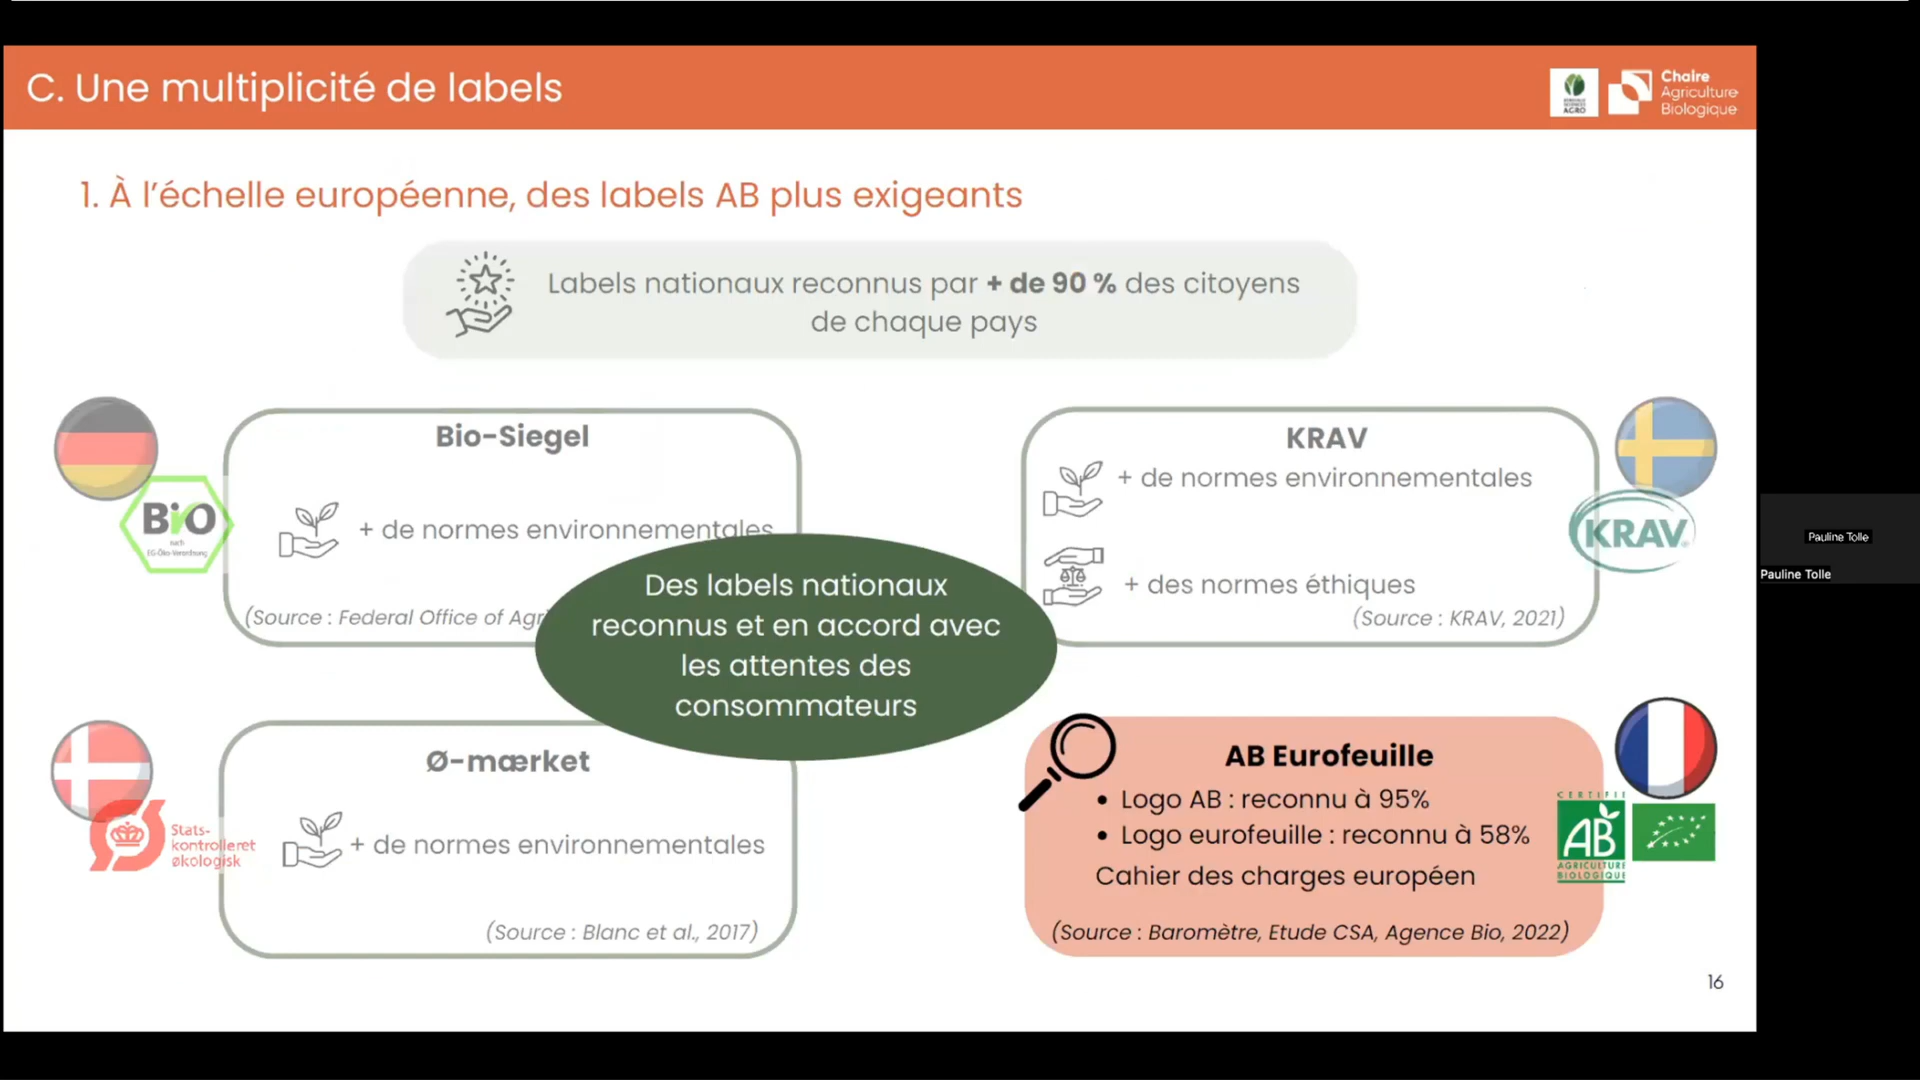 C. Une multiplicité de labels
Chaire
Agriculture
Biologique
AGRO
1. À l'échelle européenne, des labels AB plus exigeants
Labels nationaux reconnus par + de 90 % des citoyens
de chaque pays
Bio-Siegel
BiO
nach
EG-Öko-Verordnung
+ de normes environnementales
(Source : Federal Office of Agr
KRAV
+ de normes environnementales
+ des normes éthiques
(Source : KRAV, 2021)
KRAV®
Pauline Tolle
Pauline Tolle
Des labels nationaux
reconnus et en accord avec
les attentes des
consommateurs
Ø-mærket
Stats-
kontrolleret
økologisk
+ de normes environnementales
(Source : Blanc et al., 2017)
AB Eurofeuille
• Logo AB : reconnu à 95%
• Logo eurofeuille : reconnu à 58%
Cahier des charges européen
(Source : Baromètre, Etude CSA, Agence Bio, 2022)
CERTIFIÉ
AB
AGRICULTURE
BIOLOGIQUE
16